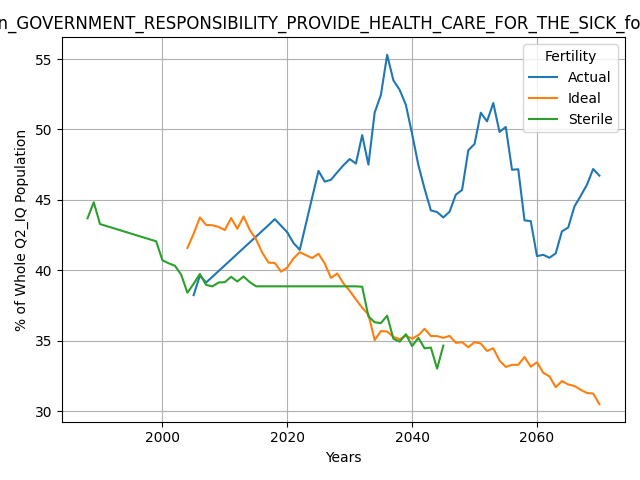 n_GOVERNMENT_RESPONSIBILITY_PROVIDE_HEALTH_CARE_FOR_THE_SICK_fo
55
50
45
40
35
30
% of Whole Q2_IQ Population
Fertility
Actual
Ideal
Sterile
2000 2020 2040 2060
Years